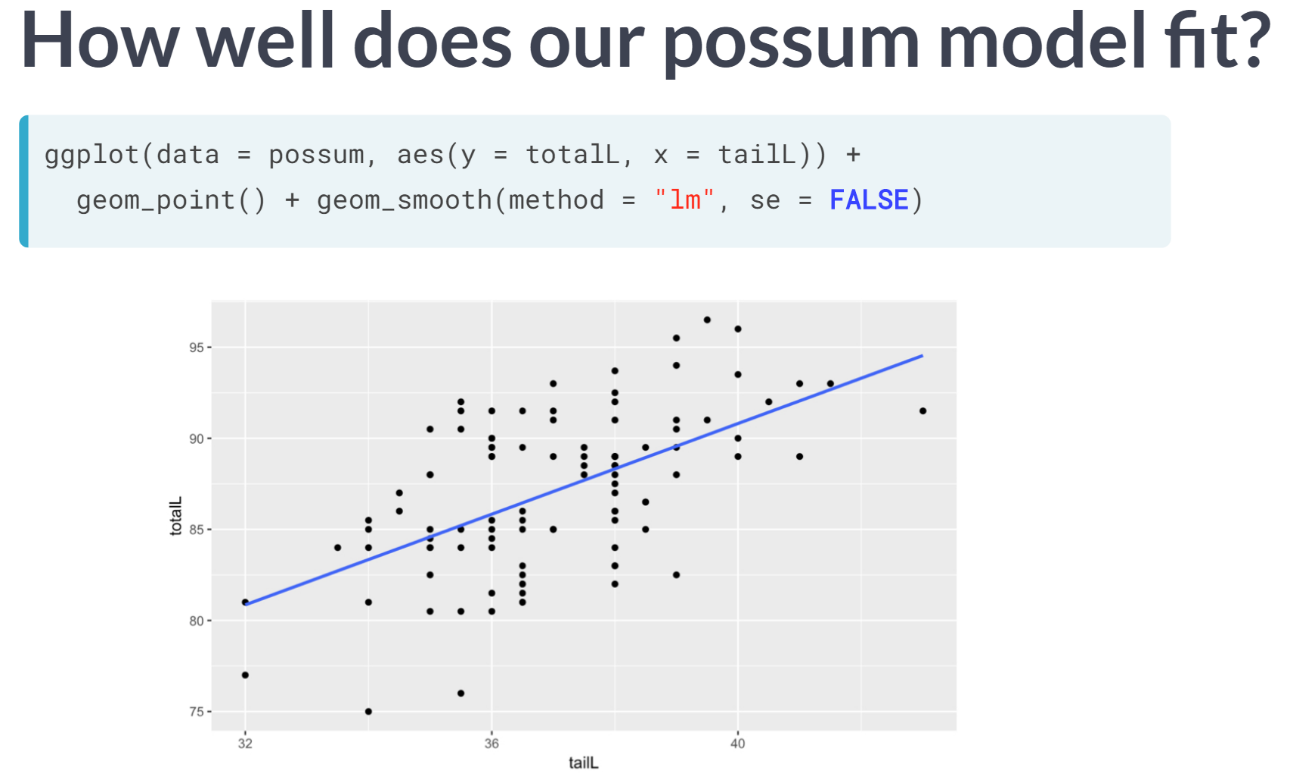 How well does our possum model fit?
ggplot(data = possum, aes(y = totalL, x = tailL)) +
geom_point() + geom_smooth(method = "lm", se = FALSE)
95
90
totalL
85
80
75
32 36 40
tailL